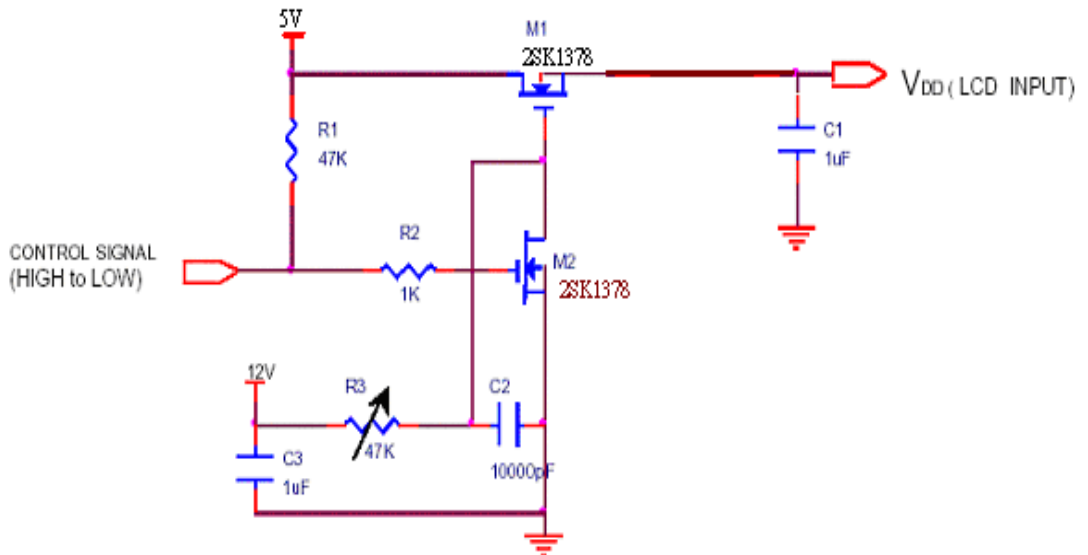 5V
M1
2SK1378
VDD ( LCD INPUT)
R1
47K
C1
1uF
CONTROL SIGNAL
(HIGH to LOW)
R2
1K
M2
2SK1378
12V
R3
47K
C2
10000pF
C3
1uF